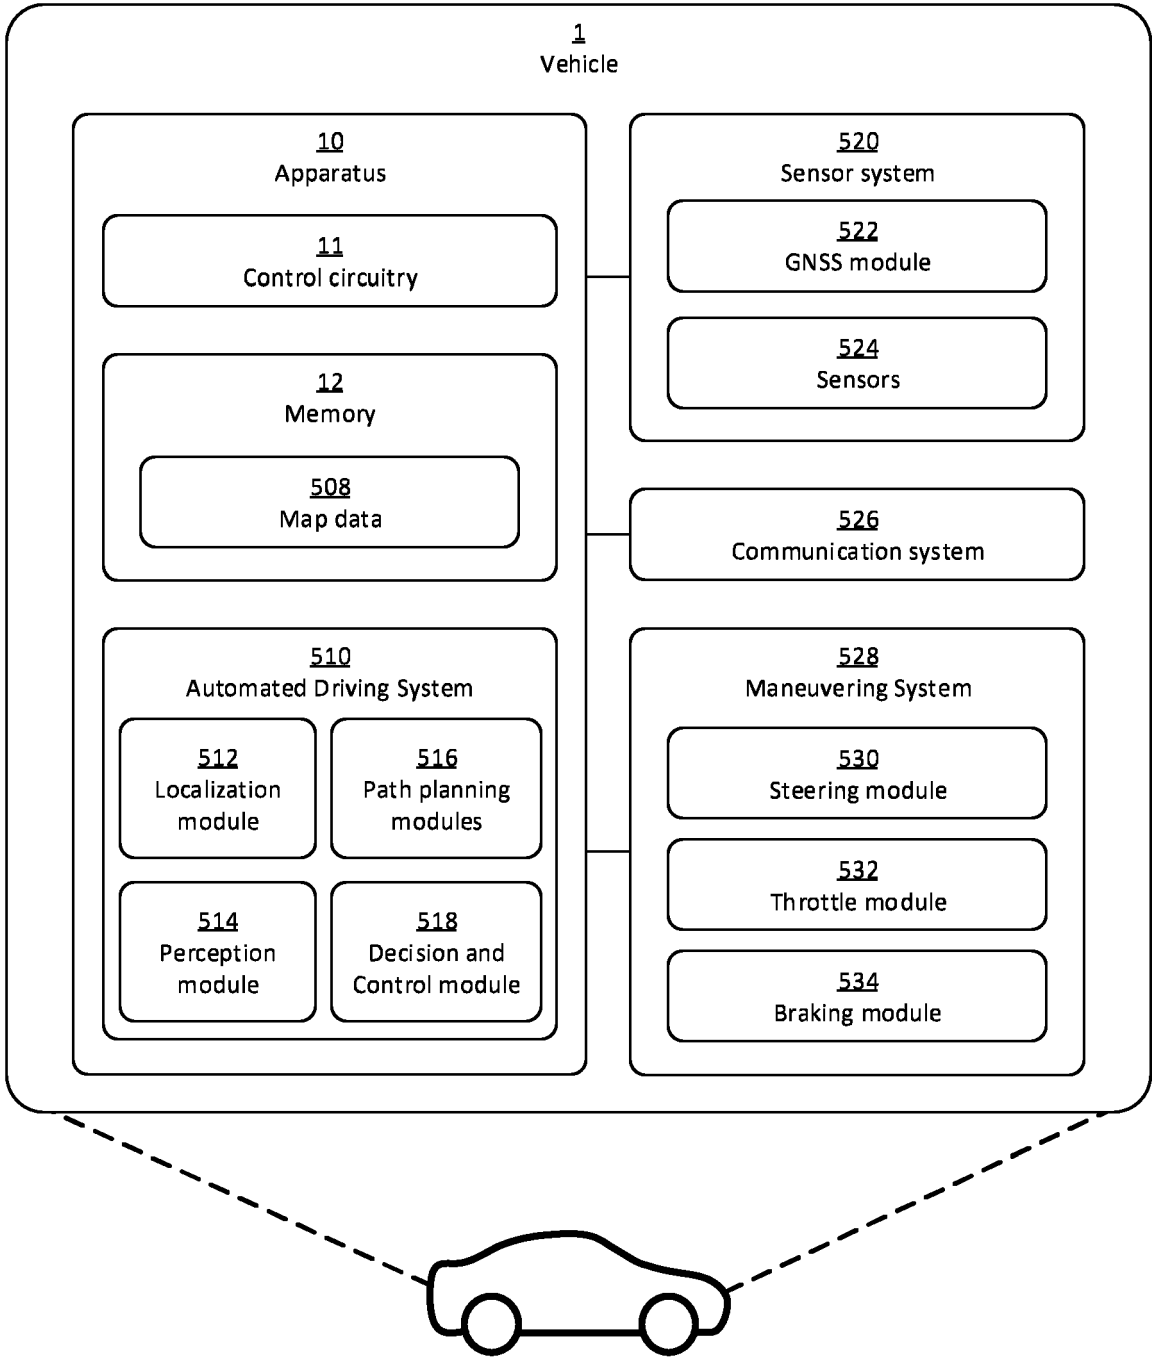 1
Vehicle
10
Apparatus
11
Control circuitry
12
Memory
508
Map data
510
Automated Driving System
512
Localization
module
516
Path planning
modules
514
Perception
module
518
Decision and
Control module
520
Sensor system
522
GNSS module
524
Sensors
526
Communication system
528
Maneuvering System
530
Steering module
532
Throttle module
534
Braking module